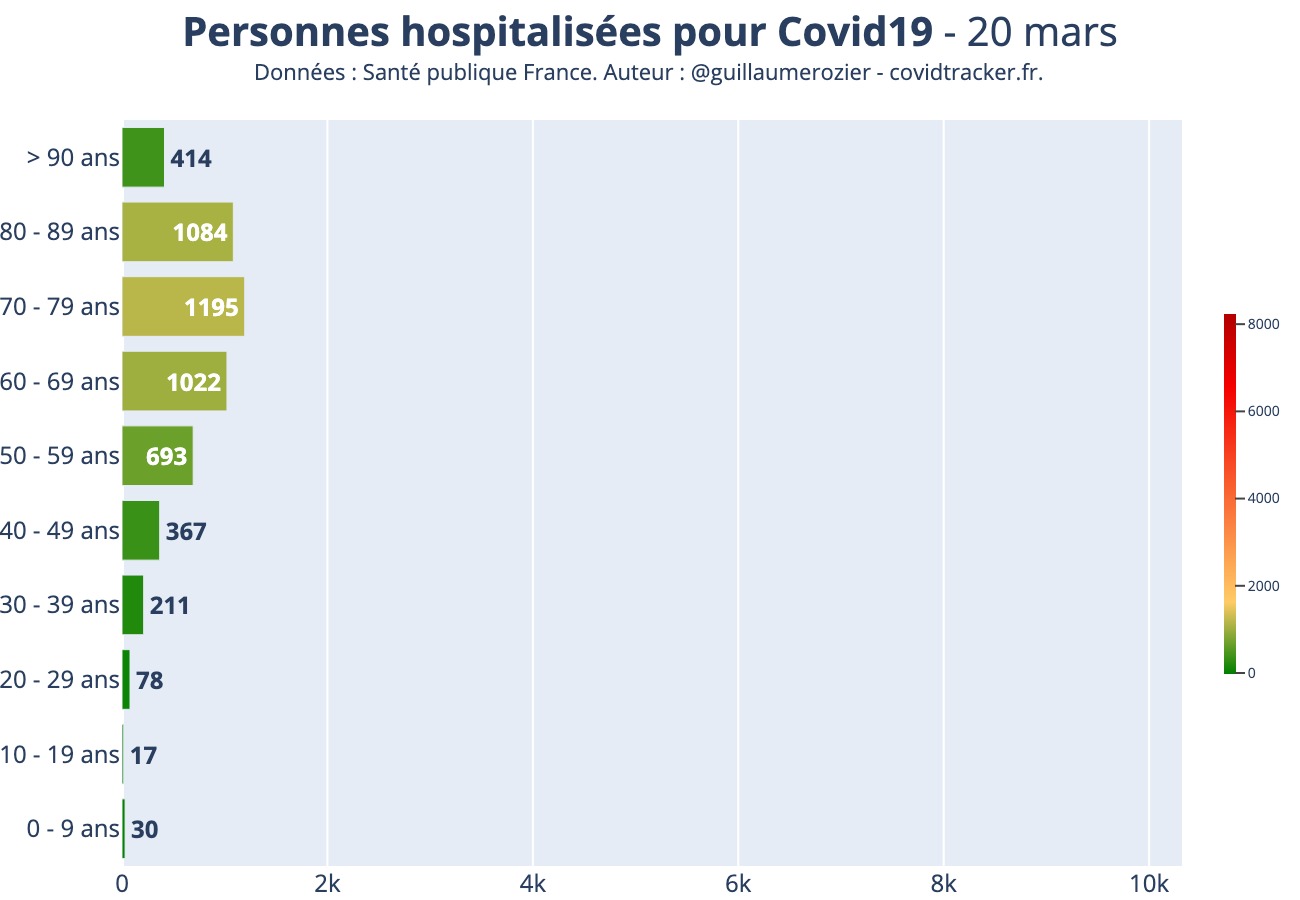 Personnes hospitalisées pour Covid19 - 20 mars
Données : Santé publique France. Auteur : @guillaumerozier - covidtracker.fr.
> 90 ans 414
80 - 89 ans 1084
70 - 79 ans 1195
60 - 69 ans 1022
50 - 59 ans 693
40 - 49 ans 367
30 - 39 ans 211
20 - 29 ans 78
10 - 19 ans 17
0 - 9 ans 30
0 2k 4k 6k 8k 10k
8000
6000
4000
2000
0